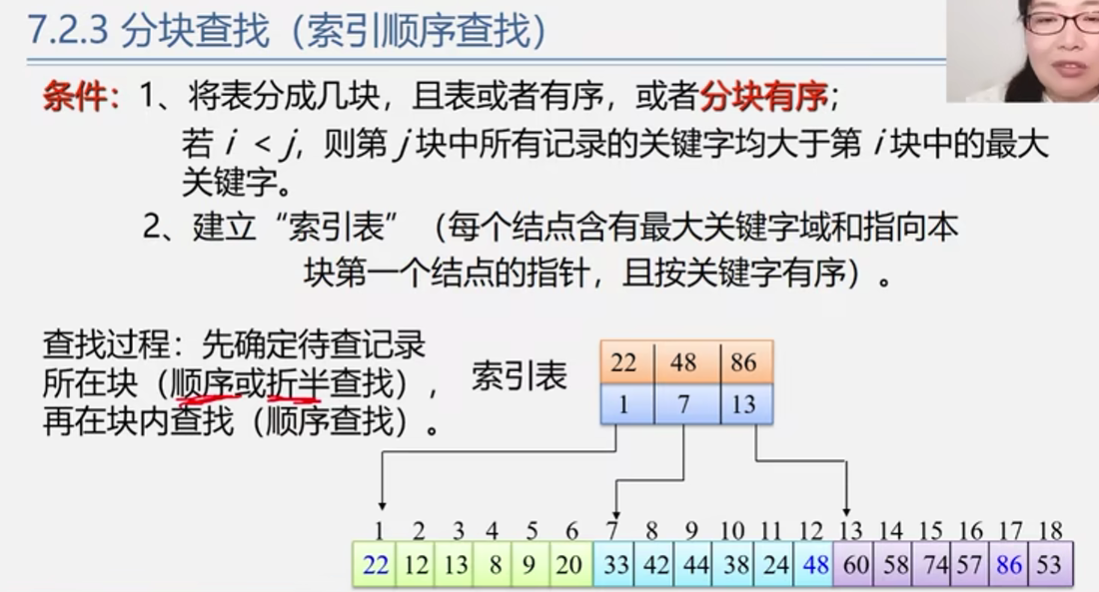 7.2.3 分块查找（索引顺序查找）
条件：1、将表分成几块，且表或者有序，或者分块有序；
若 i < j，则第 j 块中所有记录的关键字均大于第 i 块中的最大
关键字。
2、建立“索引表”（每个结点含有最大关键字域和指向本
块第一个结点的指针，且按关键字有序）。
查找过程：先确定待查记录
所在块（顺序或折半查找），
再在块内查找（顺序查找）。
索引表
22 48 86
1 7 13
1 2 3 4 5 6 7 8 9 10 11 12 13 14 15 16 17 18
22 12 13 8 9 20 33 42 44 38 24 48 60 58 74 57 86 53